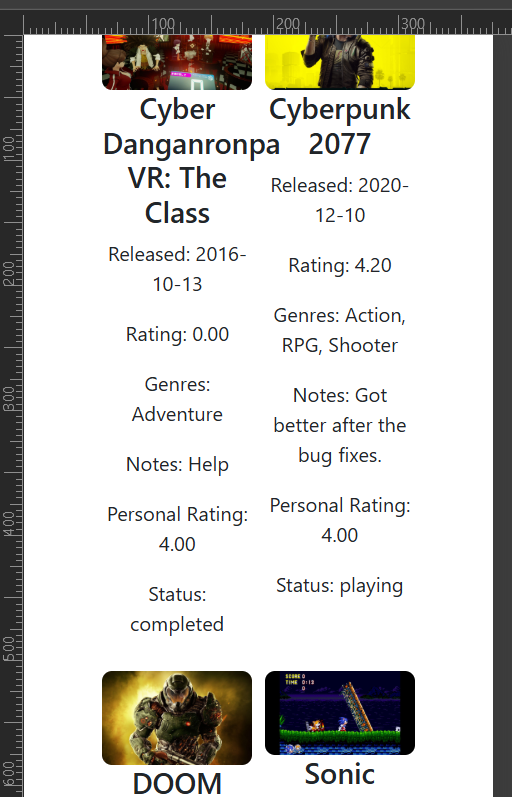 100
200
300
100
200
300
400
500
600
Cyber
Danganronpa
VR: The
Class
Released: 2016-
10-13
Rating: 0.00
Genres:
Adventure
Notes: Help
Personal Rating:
4.00
Status:
completed
Cyberpunk
2077
Released: 2020-
12-10
Rating: 4.20
Genres: Action,
RPG, Shooter
Notes: Got
better after the
bug fixes.
Personal Rating:
4.00
Status: playing
DOOM
SCORE 0
TIME 0:13
0
Sonic